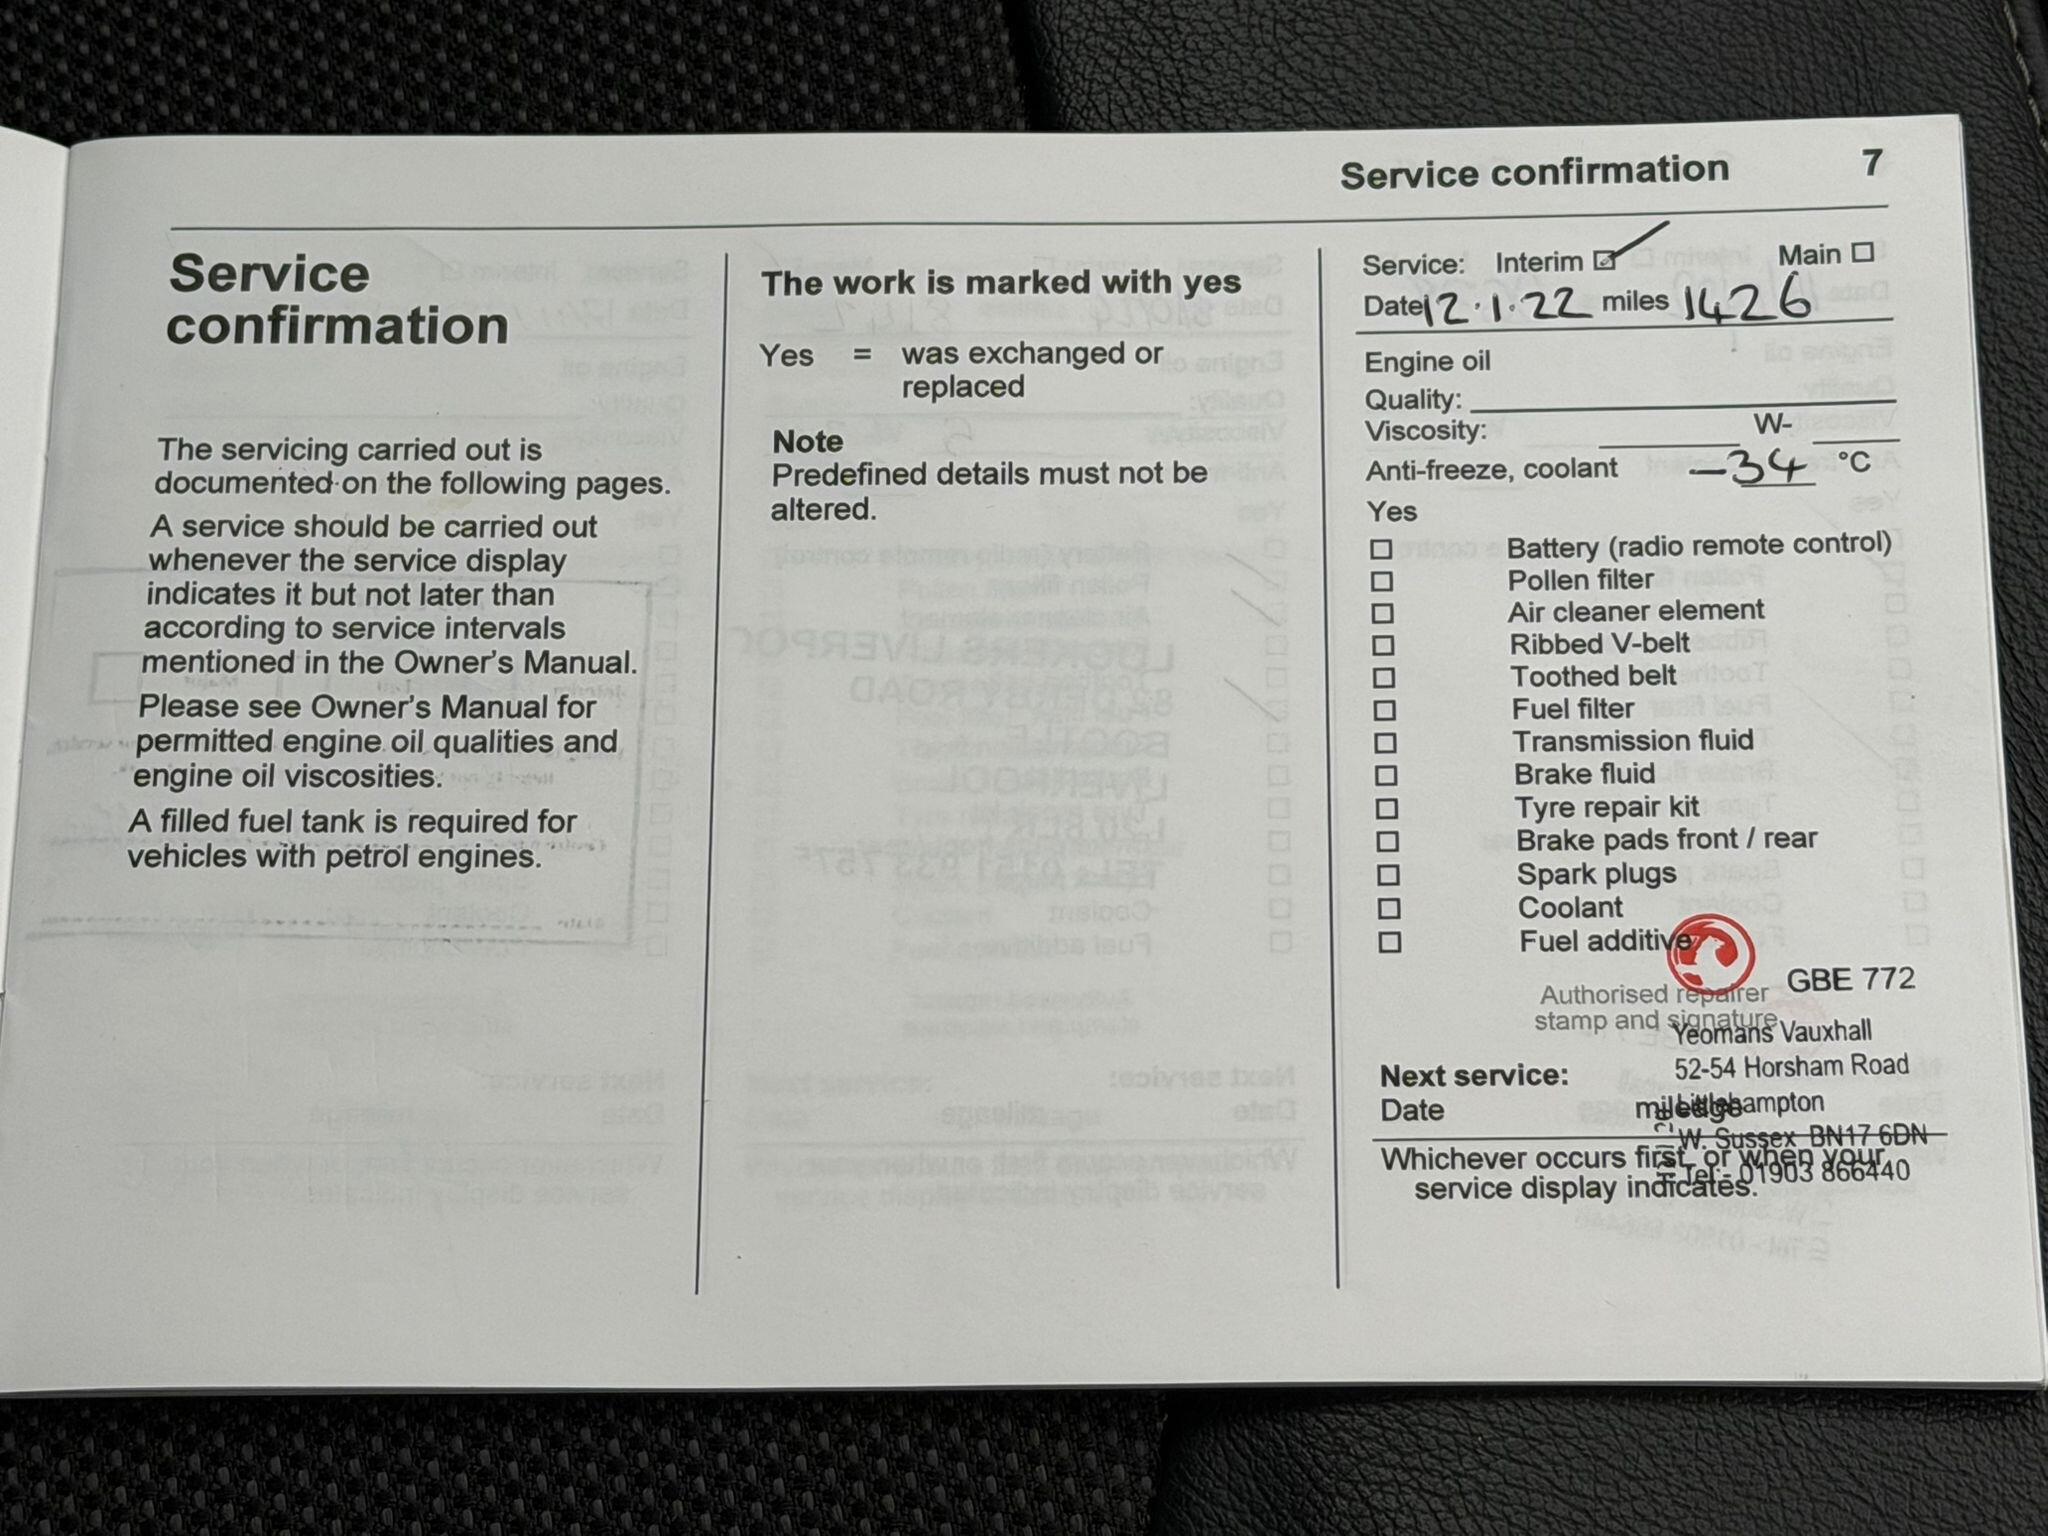 Service confirmation 7
Service
confirmation
The servicing carried out is
documented on the following pages.
A service should be carried out
whenever the service display
indicates it but not later than
according to service intervals
mentioned in the Owner's Manual.
Please see Owner's Manual for
permitted engine oil qualities and
engine oil viscosities.
A filled fuel tank is required for
vehicles with petrol engines.
The work is marked with yes
Yes = was exchanged or
replaced
Note
Predefined details must not be
altered.
Service: Interim Main
Date 12.1.22 miles 1426
Engine oil
Quality:
Viscosity: W-
Anti-freeze, coolant -34 °C
Yes
Battery (radio remote control)
Pollen filter
Air cleaner element
Ribbed V-belt
Toothed belt
Fuel filter
Transmission fluid
Brake fluid
Tyre repair kit
Brake pads front / rear
Spark plugs
Coolant
Fuel additive
GBE 772
Authorised repairer
stamp and signature
Yeomans Vauxhall
52-54 Horsham Road
Littlehampton
W. Sussex BN17 6DN
Tel:- 01903 866440
Next service:
Date mileage
Whichever occurs first, or when your
service display indicates.